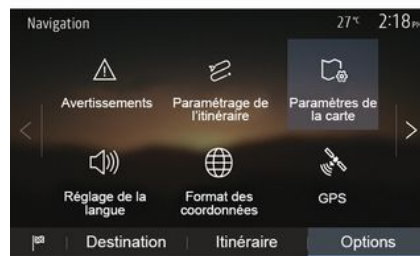 Navigation 27°C 2:18 PM
Avertissements Paramétrage de l'itinéraire Paramètres de la carte
Réglage de la langue Format des coordonnées GPS
Destination Itinéraire Options